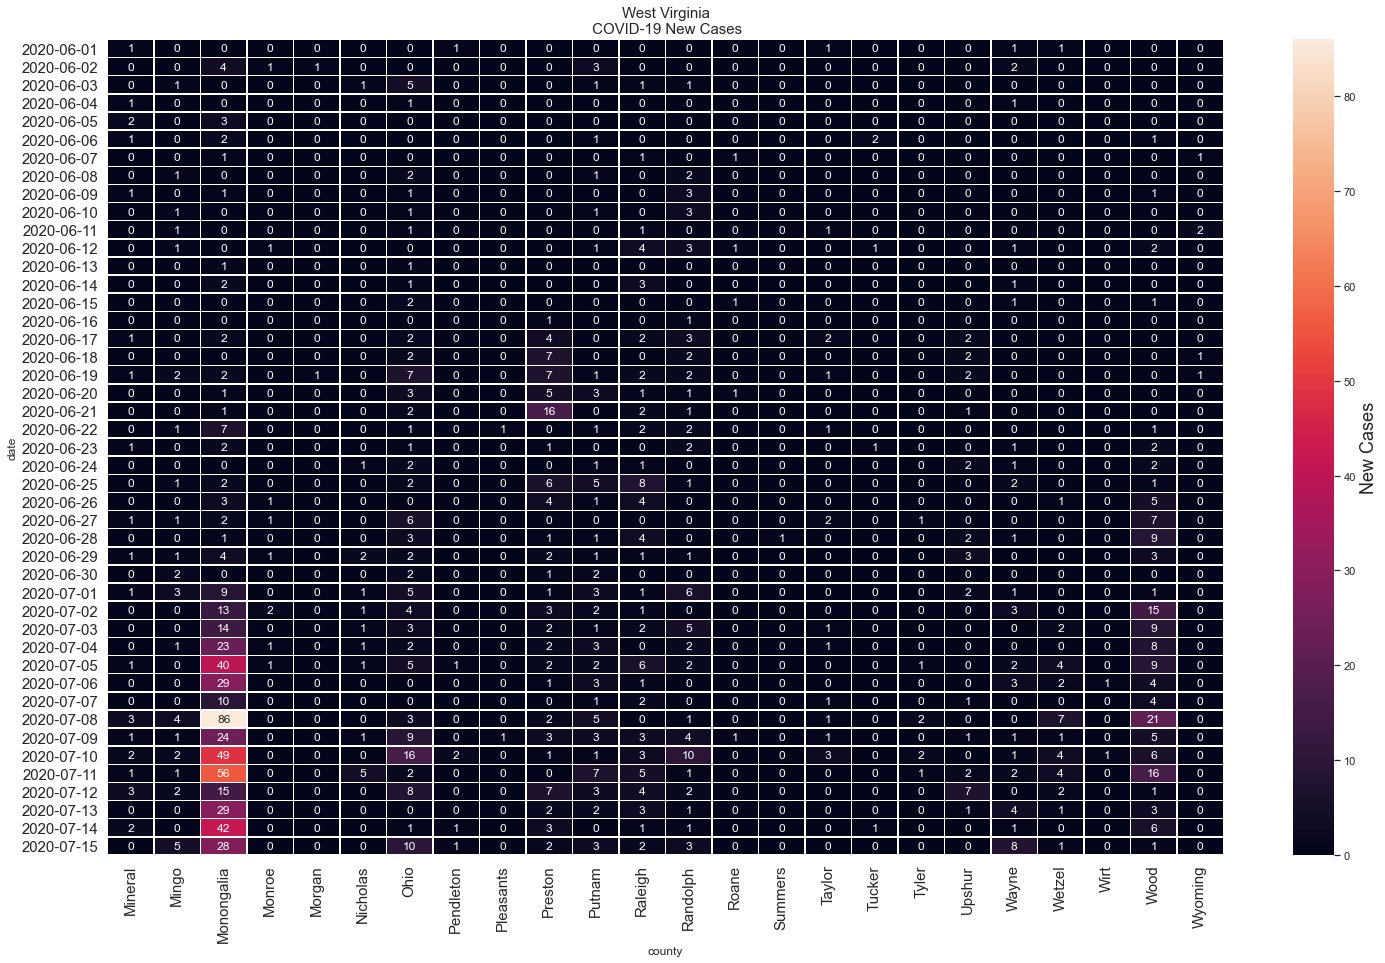 West Virginia
COVID-19 New Cases
2020-06-01 1 0 0 0 0 0 0 1 0 0 0 0 0 0 0 1 0 0 0 1 1 0 0 0
2020-06-02 0 0 4 1 1 0 0 0 0 0 3 0 0 0 0 0 0 0 0 2 0 0 0 0
2020-06-03 0 1 0 0 0 1 5 0 0 0 1 1 1 0 0 0 0 0 0 0 0 0 0 0
2020-06-04 1 0 0 0 0 0 1 0 0 0 0 0 0 0 0 0 0 0 0 1 0 0 0 0
2020-06-05 2 0 3 0 0 0 0 0 0 0 0 0 0 0 0 0 0 0 0 0 0 0 0 0
2020-06-06 1 0 2 0 0 0 0 0 0 0 1 0 0 0 0 0 2 0 0 0 0 0 1 0
2020-06-07 0 0 1 0 0 0 0 0 0 0 0 1 0 1 0 0 0 0 0 0 0 0 0 1
2020-06-08 0 1 0 0 0 0 2 0 0 0 1 0 2 0 0 0 0 0 0 0 0 0 0 0
2020-06-09 1 0 1 0 0 0 1 0 0 0 0 0 3 0 0 0 0 0 0 0 0 0 1 0
2020-06-10 0 1 0 0 0 0 1 0 0 0 1 0 3 0 0 0 0 0 0 0 0 0 0 0
2020-06-11 0 1 0 0 0 0 1 0 0 0 0 1 0 0 0 1 0 0 0 0 0 0 0 2
2020-06-12 0 1 0 1 0 0 0 0 0 0 1 4 3 1 0 0 1 0 0 1 0 0 2 0
2020-06-13 0 0 1 0 0 0 1 0 0 0 0 0 0 0 0 0 0 0 0 0 0 0 0 0
2020-06-14 0 0 2 0 0 0 1 0 0 0 0 3 0 0 0 0 0 0 0 1 0 0 0 0
2020-06-15 0 0 0 0 0 0 2 0 0 0 0 0 0 1 0 0 0 0 0 1 0 0 1 0
2020-06-16 0 0 0 0 0 0 0 0 0 1 0 0 1 0 0 0 0 0 0 0 0 0 0 0
2020-06-17 1 0 2 0 0 0 2 0 0 4 0 2 3 0 0 2 0 0 2 0 0 0 0 0
2020-06-18 0 0 0 0 0 0 2 0 0 7 0 0 2 0 0 0 0 0 2 0 0 0 0 1
2020-06-19 1 2 2 0 1 0 7 0 0 7 1 2 2 0 0 1 0 0 2 0 0 0 0 1
2020-06-20 0 0 1 0 0 0 3 0 0 5 3 1 1 1 0 0 0 0 0 0 0 0 0 0
2020-06-21 0 0 1 0 0 0 2 0 0 16 0 2 1 0 0 0 0 0 1 0 0 0 0 0
2020-06-22 0 1 7 0 0 0 1 0 1 0 1 2 2 0 0 1 0 0 0 0 0 0 1 0
2020-06-23 1 0 2 0 0 0 1 0 0 1 0 0 2 0 0 0 1 0 0 1 0 0 2 0
2020-06-24 0 0 0 0 0 1 2 0 0 0 1 1 0 0 0 0 0 0 2 1 0 0 2 0
2020-06-25 0 1 2 0 0 0 2 0 0 6 5 8 1 0 0 0 0 0 0 2 0 0 1 0
2020-06-26 0 0 3 1 0 0 0 0 0 4 1 4 0 0 0 0 0 0 0 0 1 0 5 0
2020-06-27 1 1 2 1 0 0 6 0 0 0 0 0 0 0 0 2 0 1 0 0 0 0 7 0
2020-06-28 0 0 1 0 0 0 3 0 0 1 1 4 0 0 1 0 0 0 2 1 0 0 9 0
2020-06-29 1 1 4 1 0 2 2 0 0 2 1 1 1 0 0 0 0 0 3 0 0 0 3 0
2020-06-30 0 2 0 0 0 0 2 0 0 1 2 0 0 0 0 0 0 0 0 0 0 0 0 0
2020-07-01 1 3 9 0 0 1 5 0 0 1 3 1 6 0 0 0 0 0 2 1 0 0 1 0
2020-07-02 0 0 13 2 0 1 4 0 0 3 2 1 0 0 0 0 0 0 0 3 0 0 15 0
2020-07-03 0 0 14 0 0 1 3 0 0 2 1 2 5 0 0 1 0 0 0 0 2 0 9 0
2020-07-04 0 1 23 1 0 1 2 0 0 2 3 0 2 0 0 1 0 0 0 0 0 0 8 0
2020-07-05 1 0 40 1 0 1 5 1 0 2 2 6 2 0 0 0 0 1 0 2 4 0 9 0
2020-07-06 0 0 29 0 0 0 0 0 0 1 3 1 0 0 0 0 0 0 0 3 2 1 4 0
2020-07-07 0 0 10 0 0 0 0 0 0 0 1 2 0 0 0 1 0 0 1 0 0 0 4 0
2020-07-08 3 4 86 0 0 0 3 0 0 2 5 0 1 0 0 1 0 2 0 0 7 0 21 0
2020-07-09 1 1 24 0 0 1 9 0 1 3 3 3 4 1 0 1 0 0 1 1 1 0 5 0
2020-07-10 2 2 49 0 0 0 16 2 0 1 1 3 10 0 0 3 0 2 0 1 4 1 6 0
2020-07-11 1 1 56 0 0 5 2 0 0 0 7 5 1 0 0 0 0 1 2 2 4 0 16 0
2020-07-12 3 2 15 0 0 0 8 0 0 7 3 4 2 0 0 0 0 0 7 0 2 0 1 0
2020-07-13 0 0 29 0 0 0 0 0 0 2 2 3 1 0 0 0 0 0 1 4 1 0 3 0
2020-07-14 2 0 42 0 0 0 1 1 0 3 0 1 1 0 0 0 1 0 0 1 0 0 6 0
2020-07-15 0 5 28 0 0 0 10 1 0 2 3 2 3 0 0 0 0 0 0 8 1 0 1 0
Mineral Mingo Monongalia Monroe Morgan Nicholas Ohio Pendleton Pleasants Preston Putnam Raleigh Randolph Roane Summers Taylor Tucker Tyler Upshur Wayne Wetzel Wirt Wood Wyoming
county
date
80
70
60
50
40
30
20
10
0
New Cases